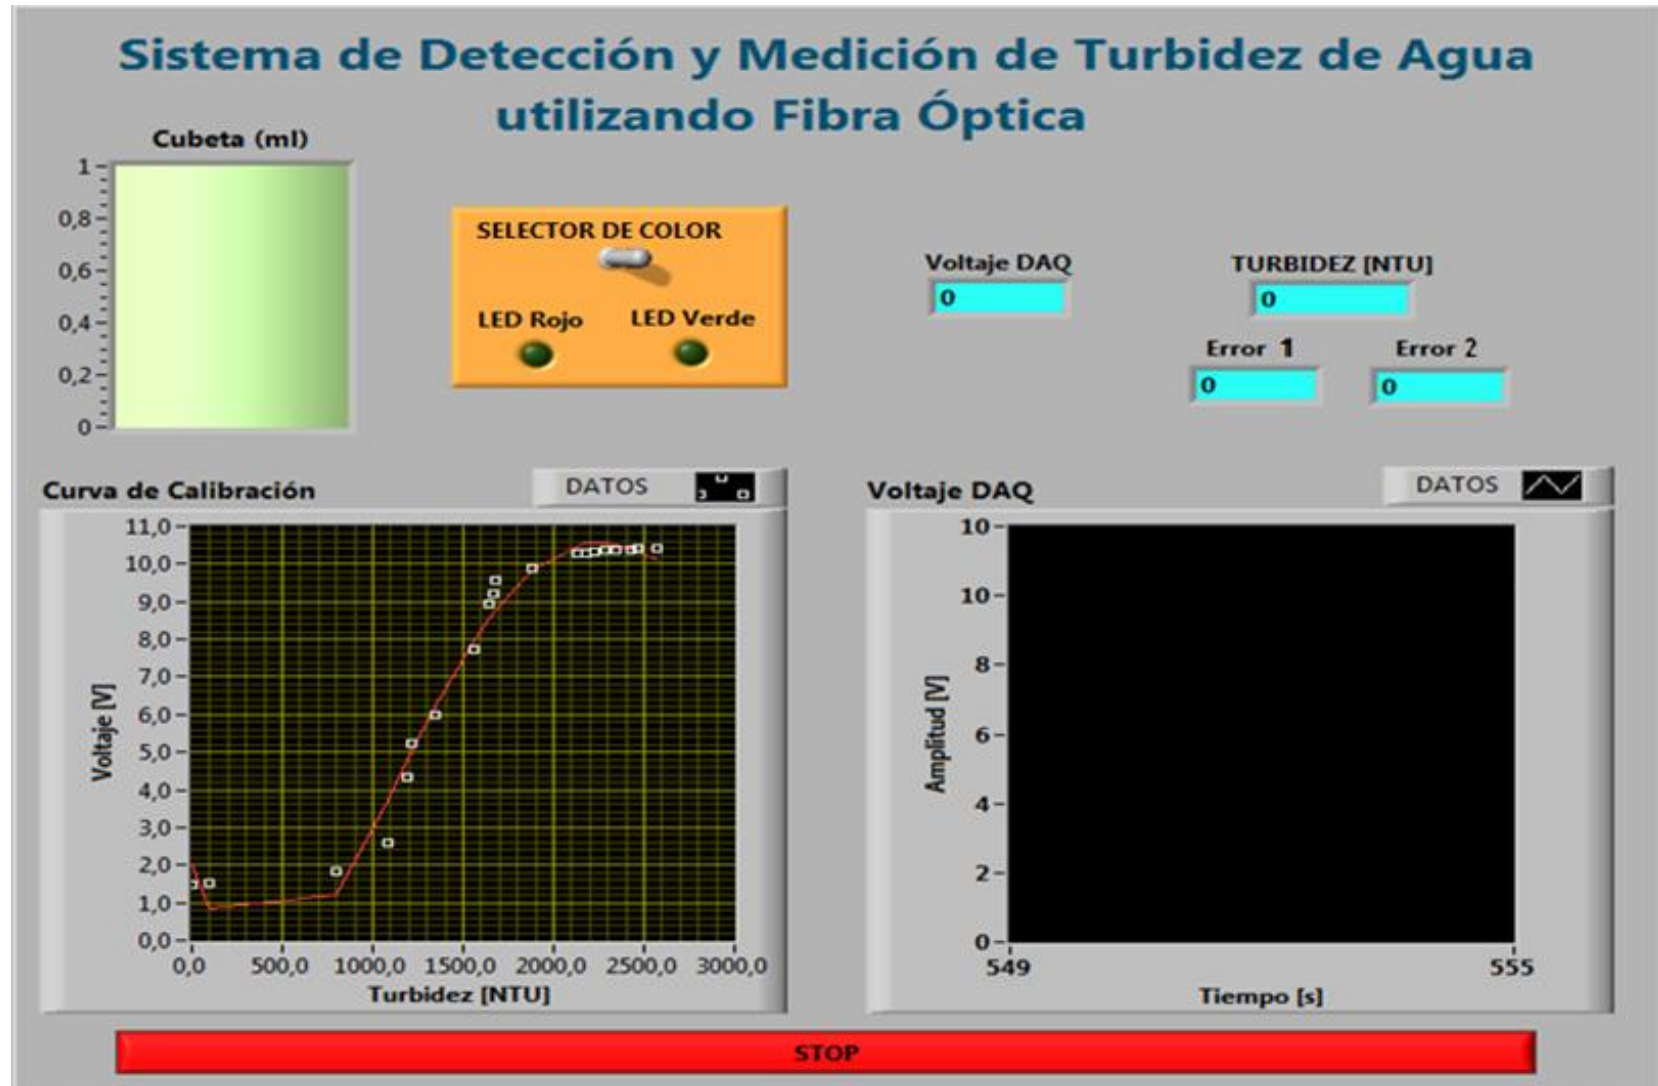 Sistema de Detección y Medición de Turbidez de Agua
utilizando Fibra Óptica
Cubeta (ml)
1
0,8
0,6
0,4
0,2
0
SELECTOR DE COLOR
LED Rojo
LED Verde
Voltaje DAQ
0
TURBIDEZ [NTU]
0
Error 1
0
Error 2
0
Curva de Calibración
DATOS
11,0
10,0
9,0
8,0
7,0
6,0
5,0
4,0
3,0
2,0
1,0
0,0
Voltaje [V]
0,0 500,0 1000,0 1500,0 2000,0 2500,0 3000,0
Turbidez [NTU]
Voltaje DAQ
DATOS
10
10
8
6
4
2
0
Amplitud [V]
549 555
Tiempo [s]
STOP